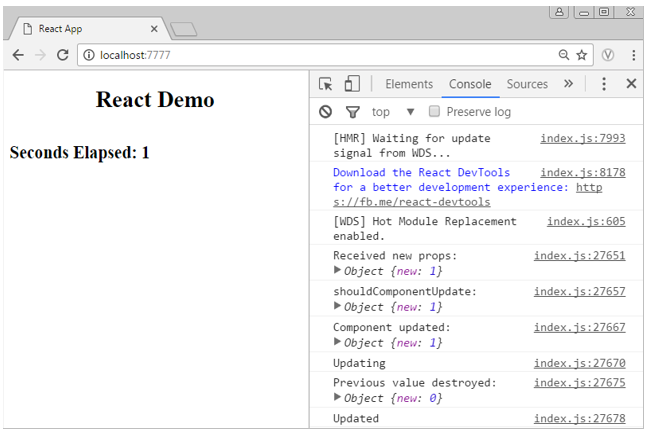 React App
localhost:7777
React Demo
Seconds Elapsed: 1
Elements Console Sources
top Preserve log
[HMR] Waiting for update index.js:7993
signal from WDS...
Download the React DevTools index.js:8178
for a better development experience: http
s://fb.me/react-devtools
[WDS] Hot Module Replacement index.js:605
enabled.
Received new props: index.js:27651
Object {new: 1}
shouldComponentUpdate: index.js:27657
Object {new: 1}
Component updated: index.js:27667
Object {new: 1}
Updating index.js:27670
Previous value destroyed: index.js:27675
Object {new: 0}
Updated index.js:27678